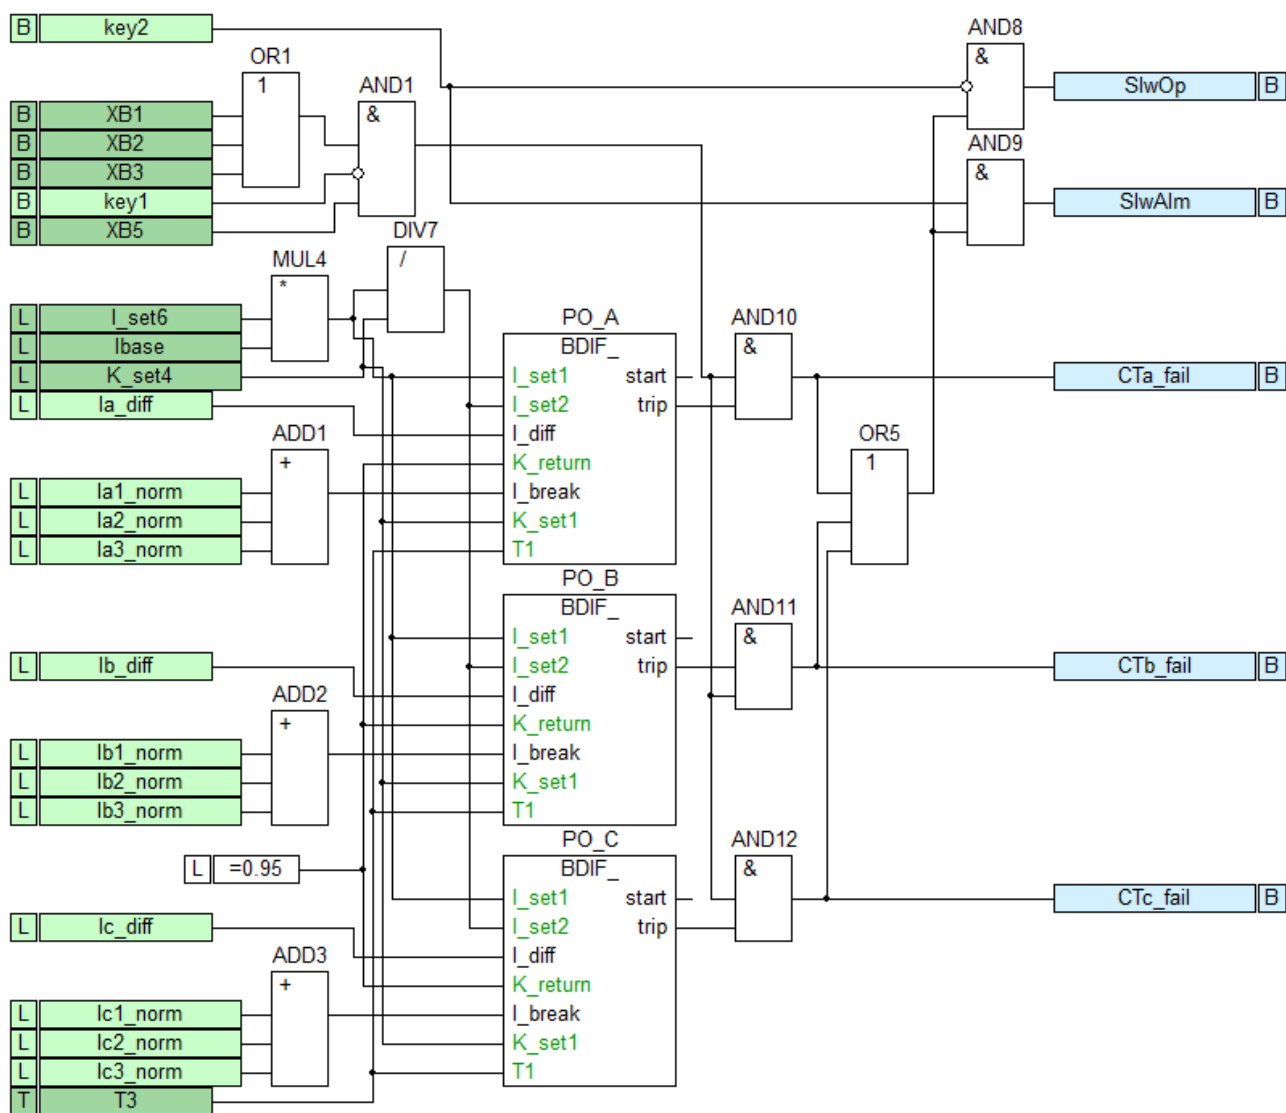 B key2
OR1
1
AND1
&
AND8
&
SlwOp B
B XB1
B XB2
B XB3
B key1
B XB5
AND9
&
SlwAlm B
DIV7
/
MUL4
*
L I_set6
L Ibase
L K_set4
L Ia_diff
PO_A
BDIF_
I_set1 start
I_set2 trip
I_diff
K_return
I_break
K_set1
T1
AND10
&
CTa_fail B
ADD1
+
L Ia1_norm
L Ia2_norm
L Ia3_norm
OR5
1
PO_B
BDIF_
I_set1 start
I_set2 trip
I_diff
K_return
I_break
K_set1
T1
AND11
&
CTb_fail B
L Ib_diff
ADD2
+
L Ib1_norm
L Ib2_norm
L Ib3_norm
L =0.95
PO_C
BDIF_
I_set1 start
I_set2 trip
I_diff
K_return
I_break
K_set1
T1
AND12
&
CTc_fail B
L Ic_diff
ADD3
+
L Ic1_norm
L Ic2_norm
L Ic3_norm
T T3